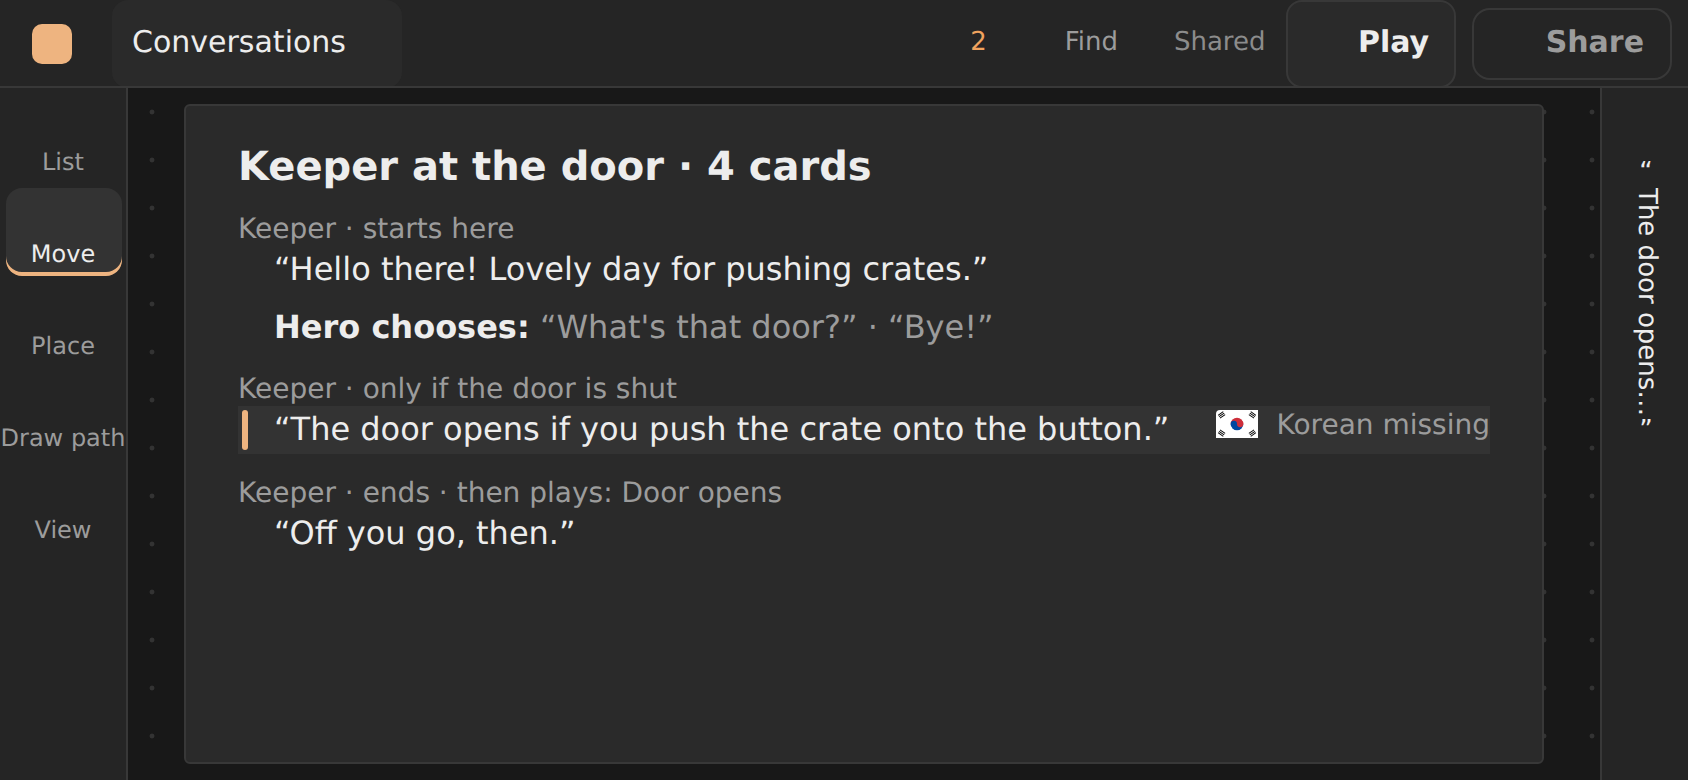 Conversations
2
Find
Shared
Play
Share
List
Move
Place
Draw path
View
Keeper at the door · 4 cards
Keeper · starts here
“Hello there! Lovely day for pushing crates.”
Hero chooses: “What's that door?” · “Bye!”
Keeper · only if the door is shut
“The door opens if you push the crate onto the button.”
Korean missing
Keeper · ends · then plays: Door opens
“Off you go, then.”
“ The door opens…”